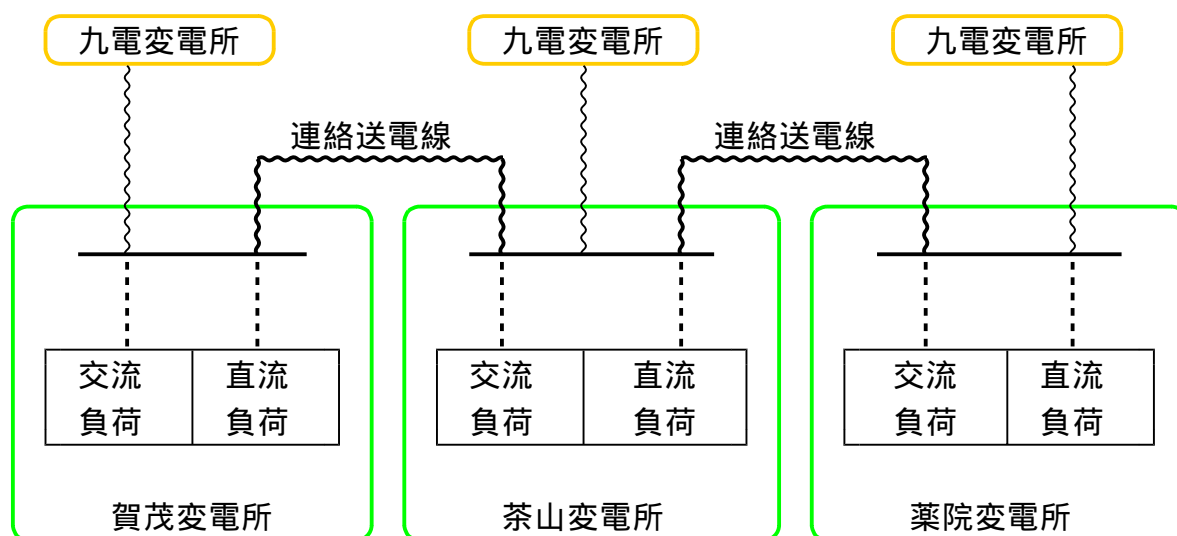 九電変電所
九電変電所
九電変電所
連絡送電線
連絡送電線
交流
負荷
直流
負荷
交流
負荷
直流
負荷
交流
負荷
直流
負荷
賀茂変電所
茶山変電所
薬院変電所